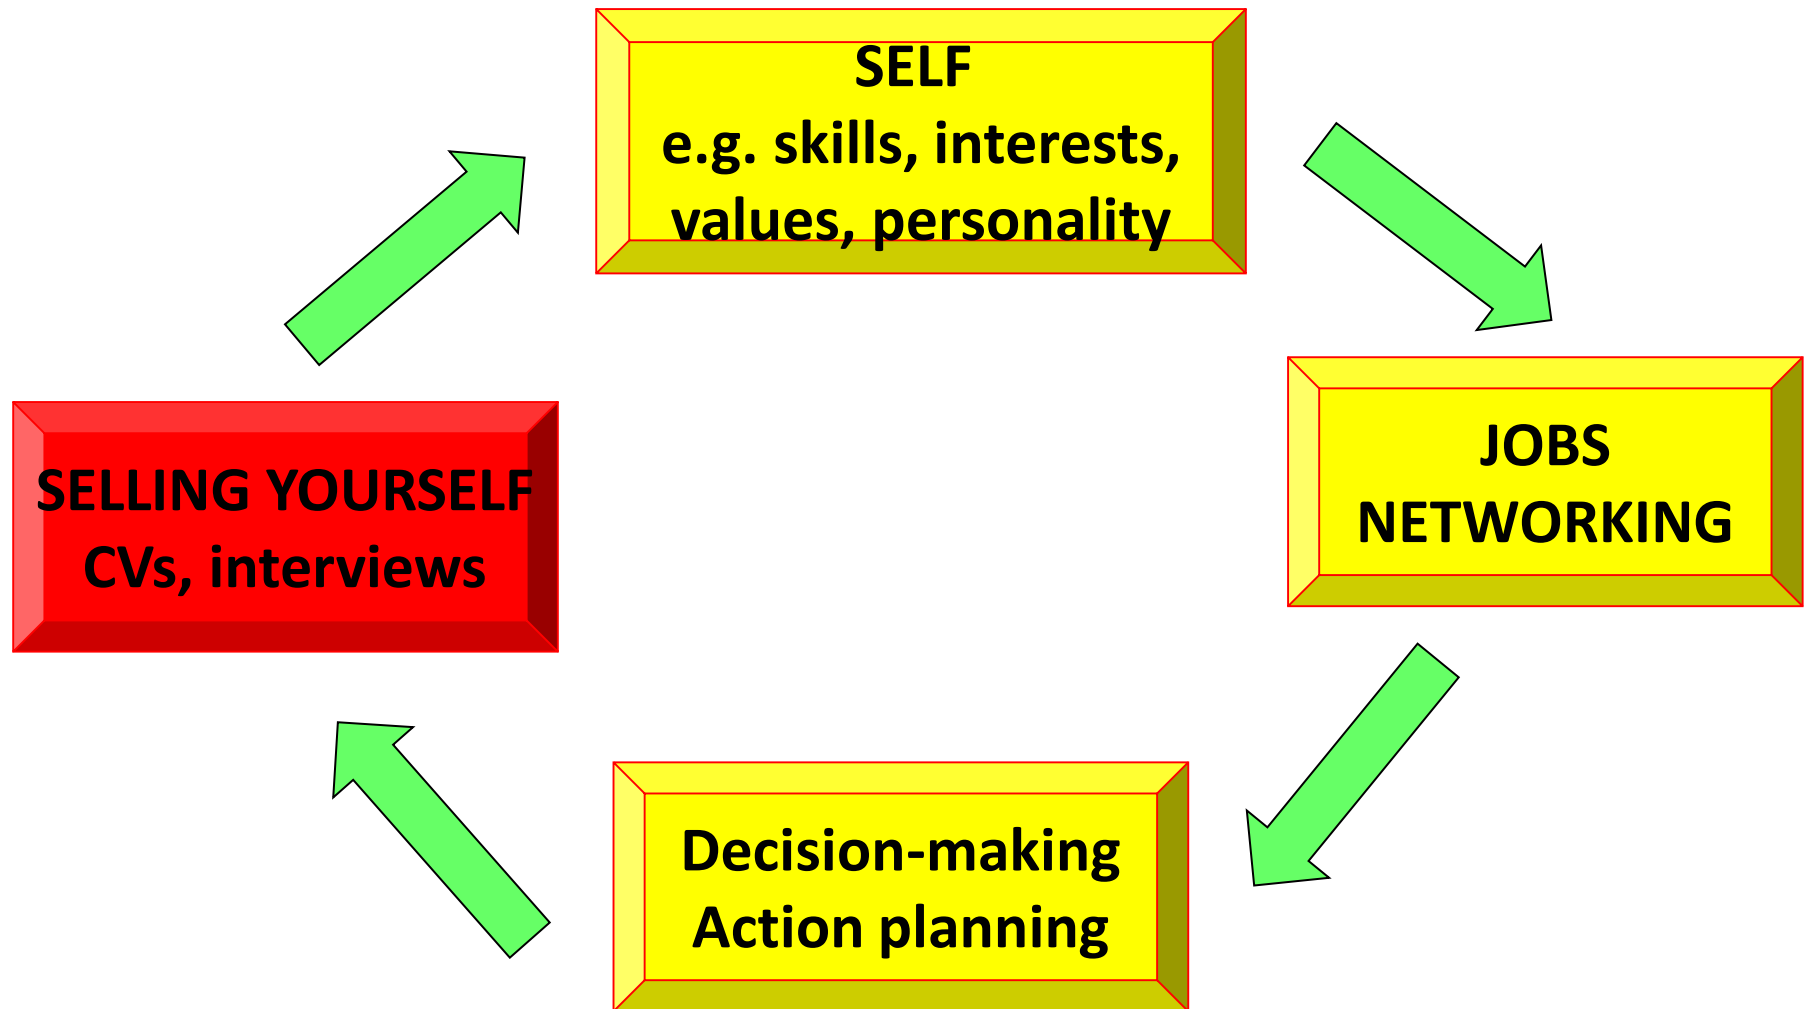 SELF
e.g. skills, interests,
values, personality
JOBS
NETWORKING
SELLING YOURSELF
CVs, interviews
Decision-making
Action planning